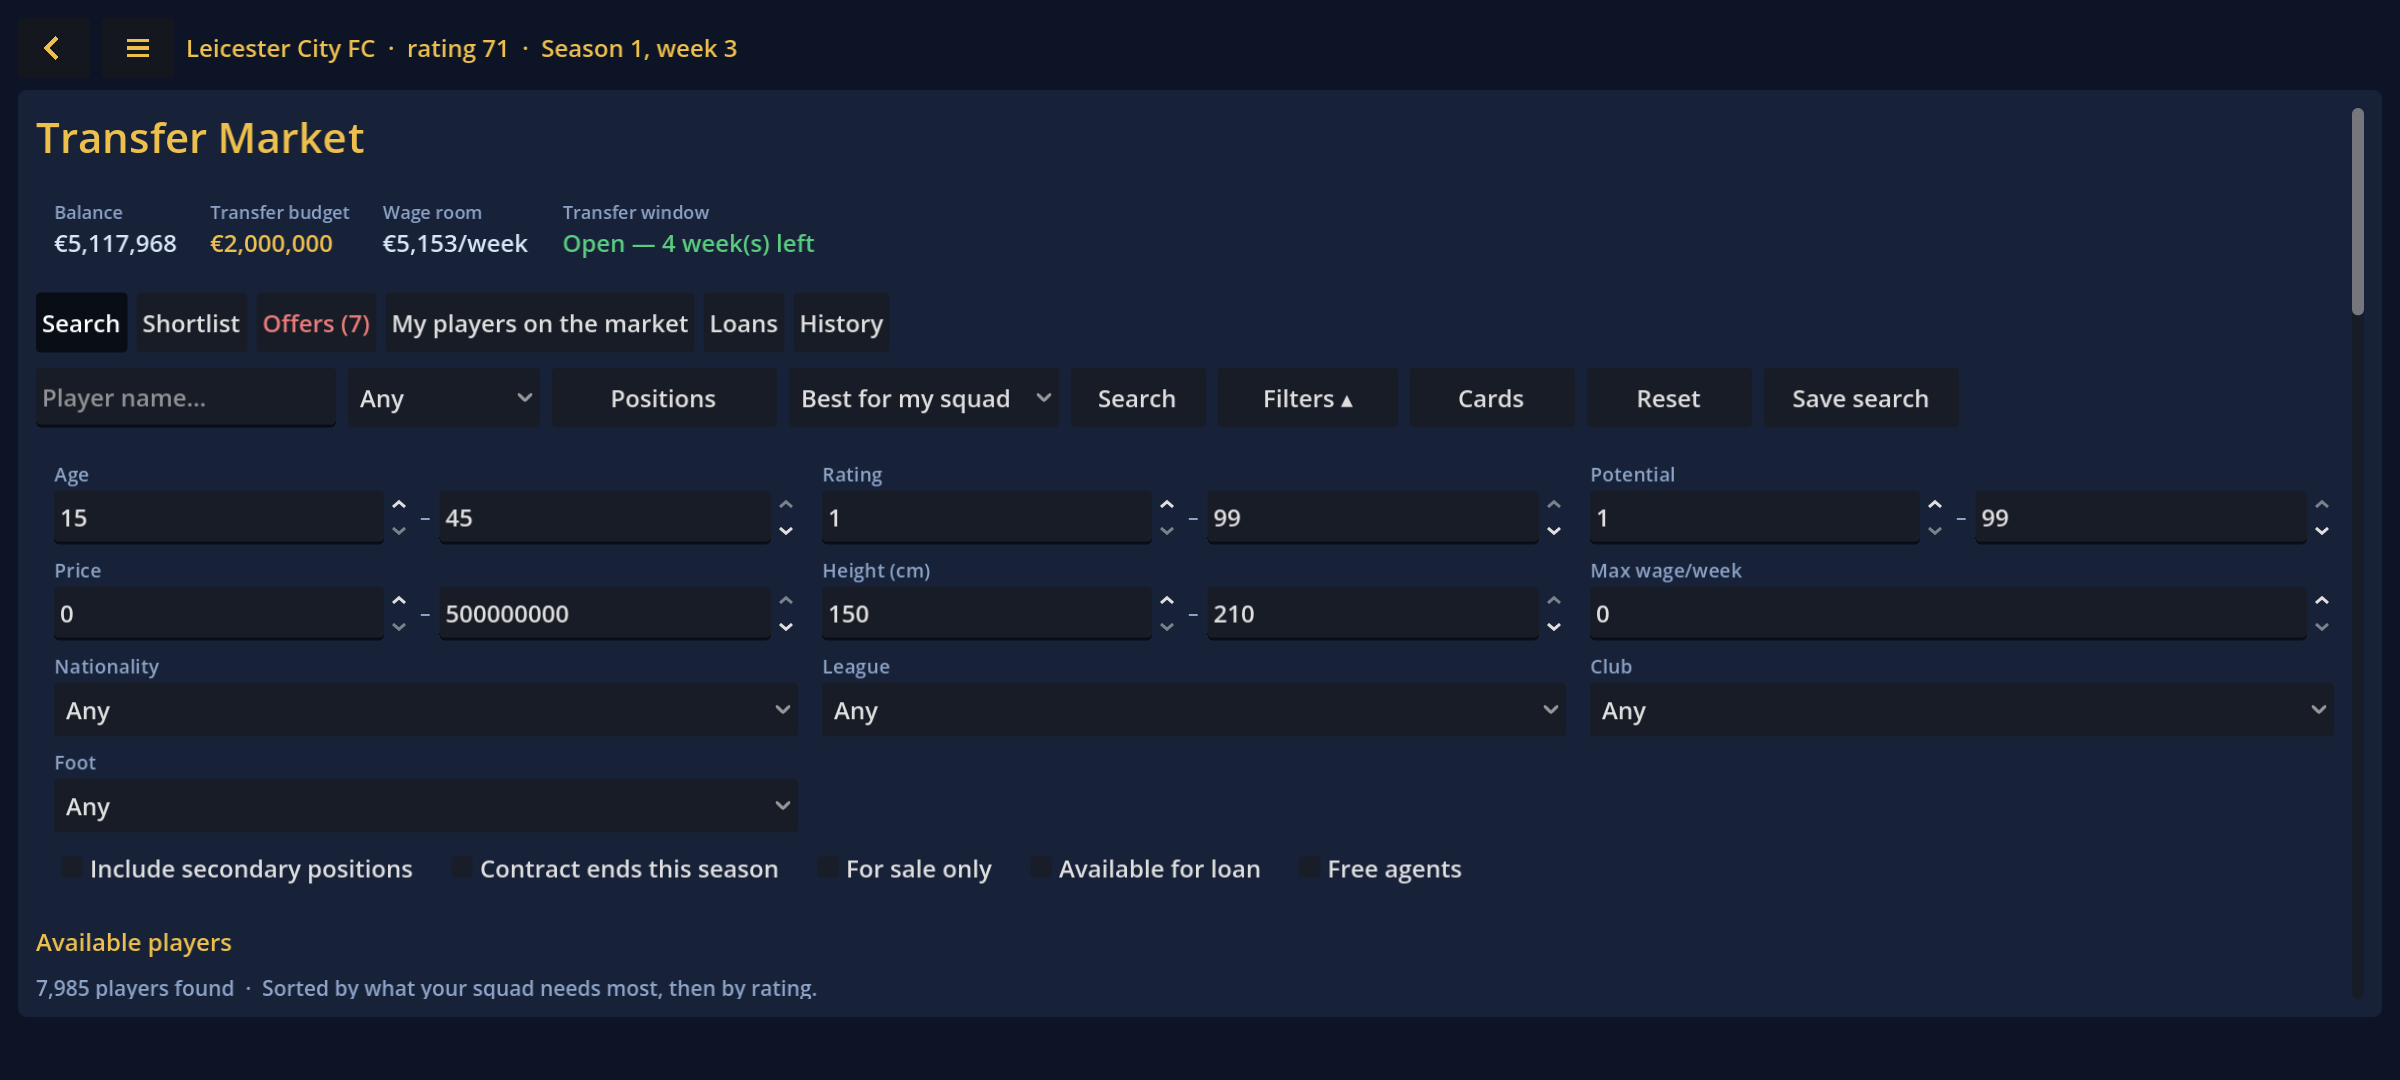 Leicester City FC · rating 71 · Season 1, week 3
Transfer Market
Balance Transfer budget Wage room Transfer window
€5,117,968 €2,000,000 €5,153/week Open — 4 week(s) left
Search Shortlist Offers (7) My players on the market Loans History
Player name... Any Positions Best for my squad Search Filters ▴ Cards Reset Save search
Age Rating Potential
15 – 45 1 – 99 1 – 99
Price Height (cm) Max wage/week
0 – 500000000 150 – 210 0
Nationality League Club
Any Any Any
Foot
Any
Include secondary positions Contract ends this season For sale only Available for loan Free agents
Available players
7,985 players found · Sorted by what your squad needs most, then by rating.